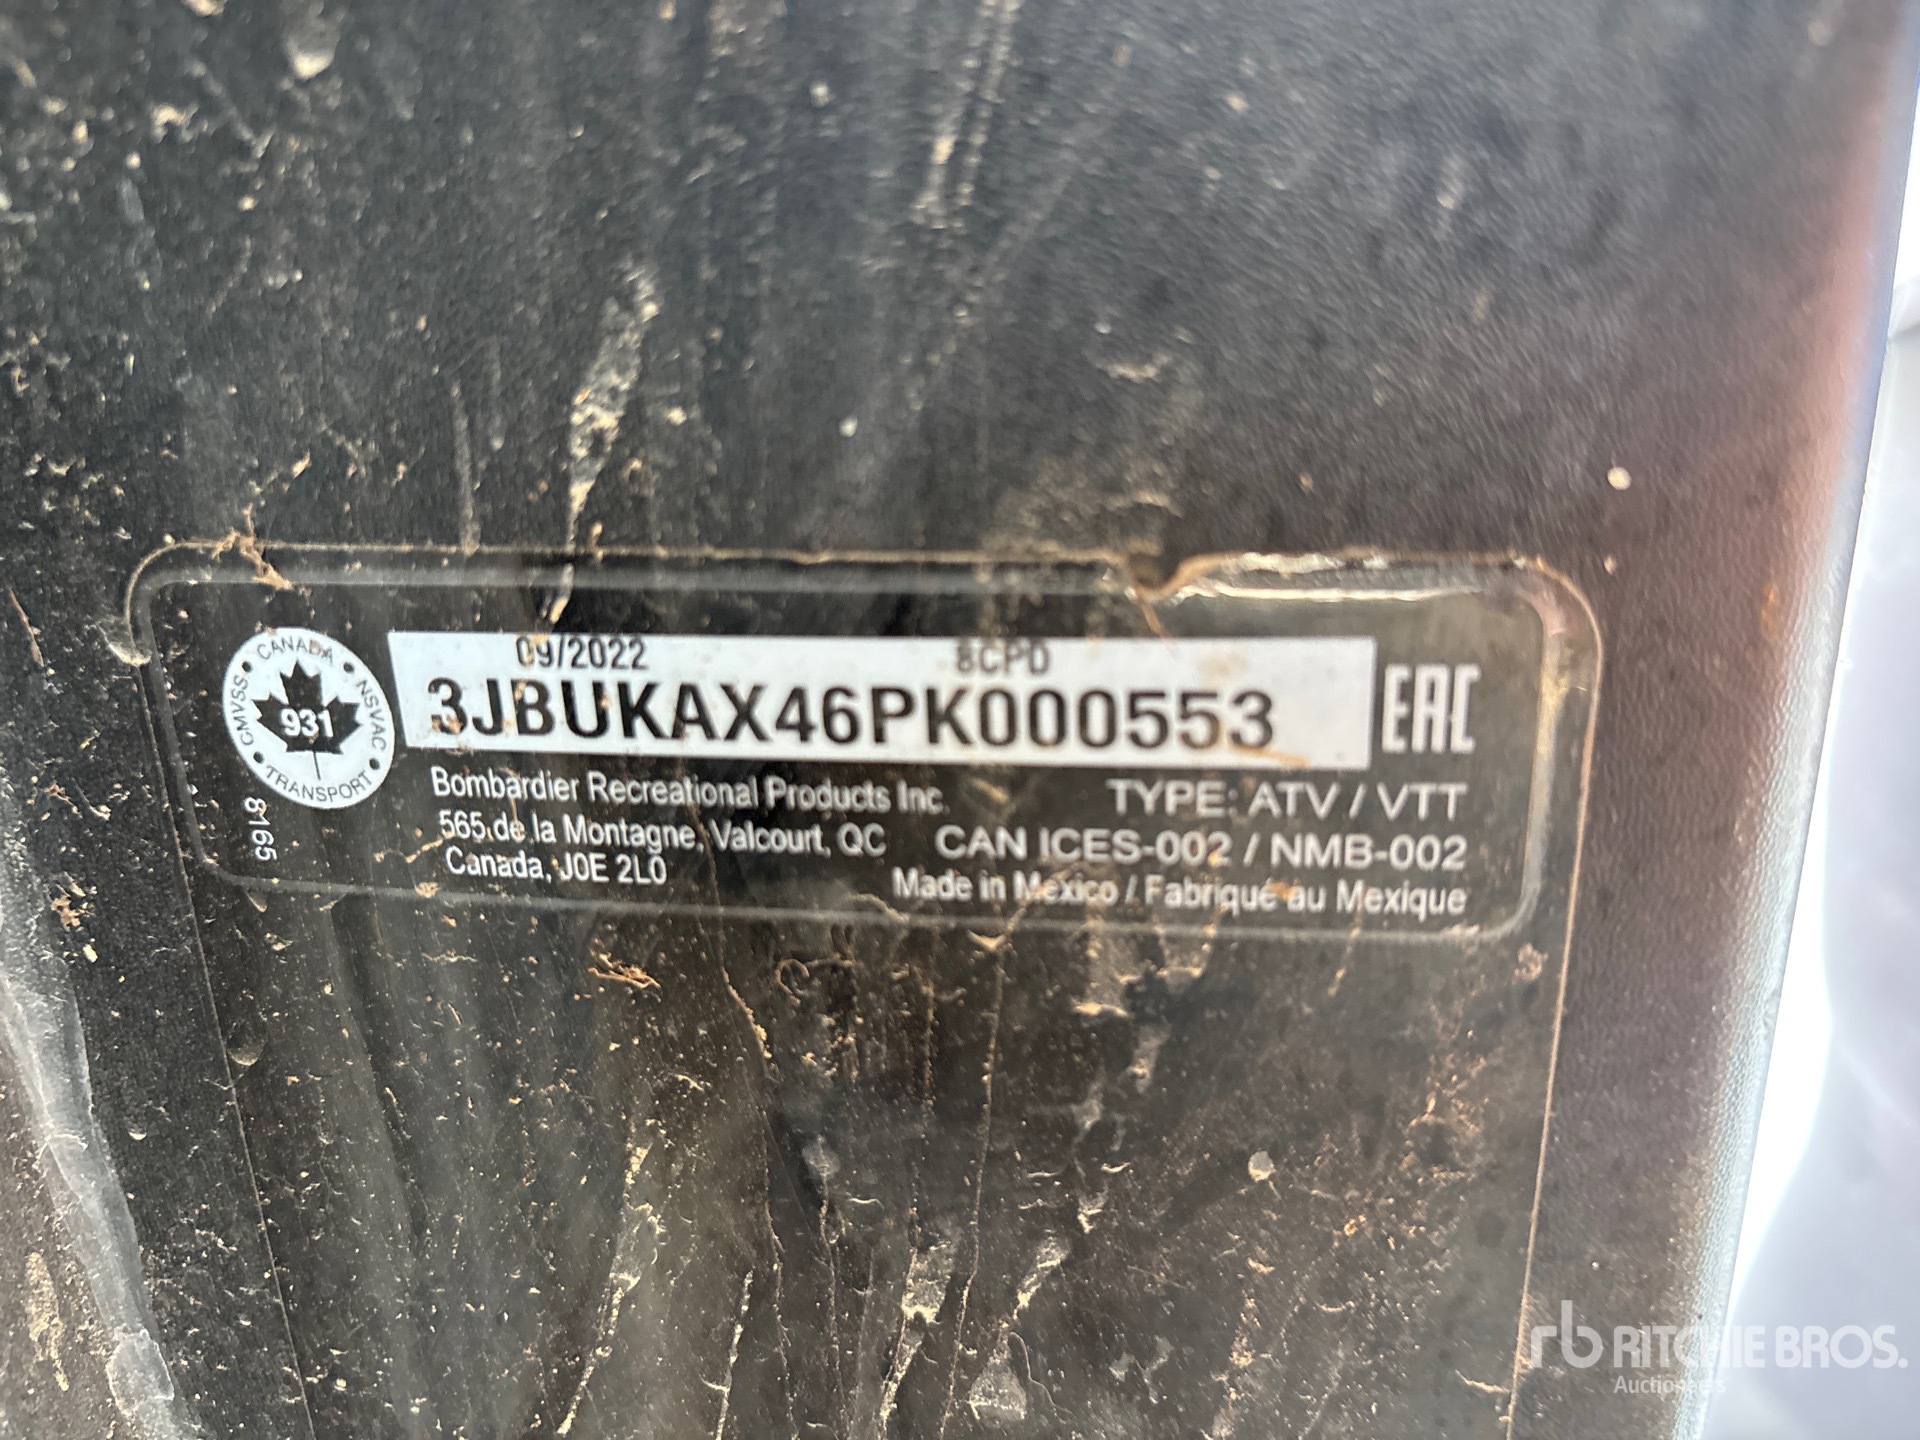 CANADA
CMVSS · NSVAC
931
TRANSPORT
8165
09/2022 8CPD
3JBUKAX46PK000553
EAC
Bombardier Recreational Products Inc.
565 de la Montagne, Valcourt, QC
Canada, J0E 2L0
TYPE: ATV / VTT
CAN ICES-002 / NMB-002
Made in Mexico / Fabriqué au Mexique
rb RITCHIE BROS.
Auctioneers